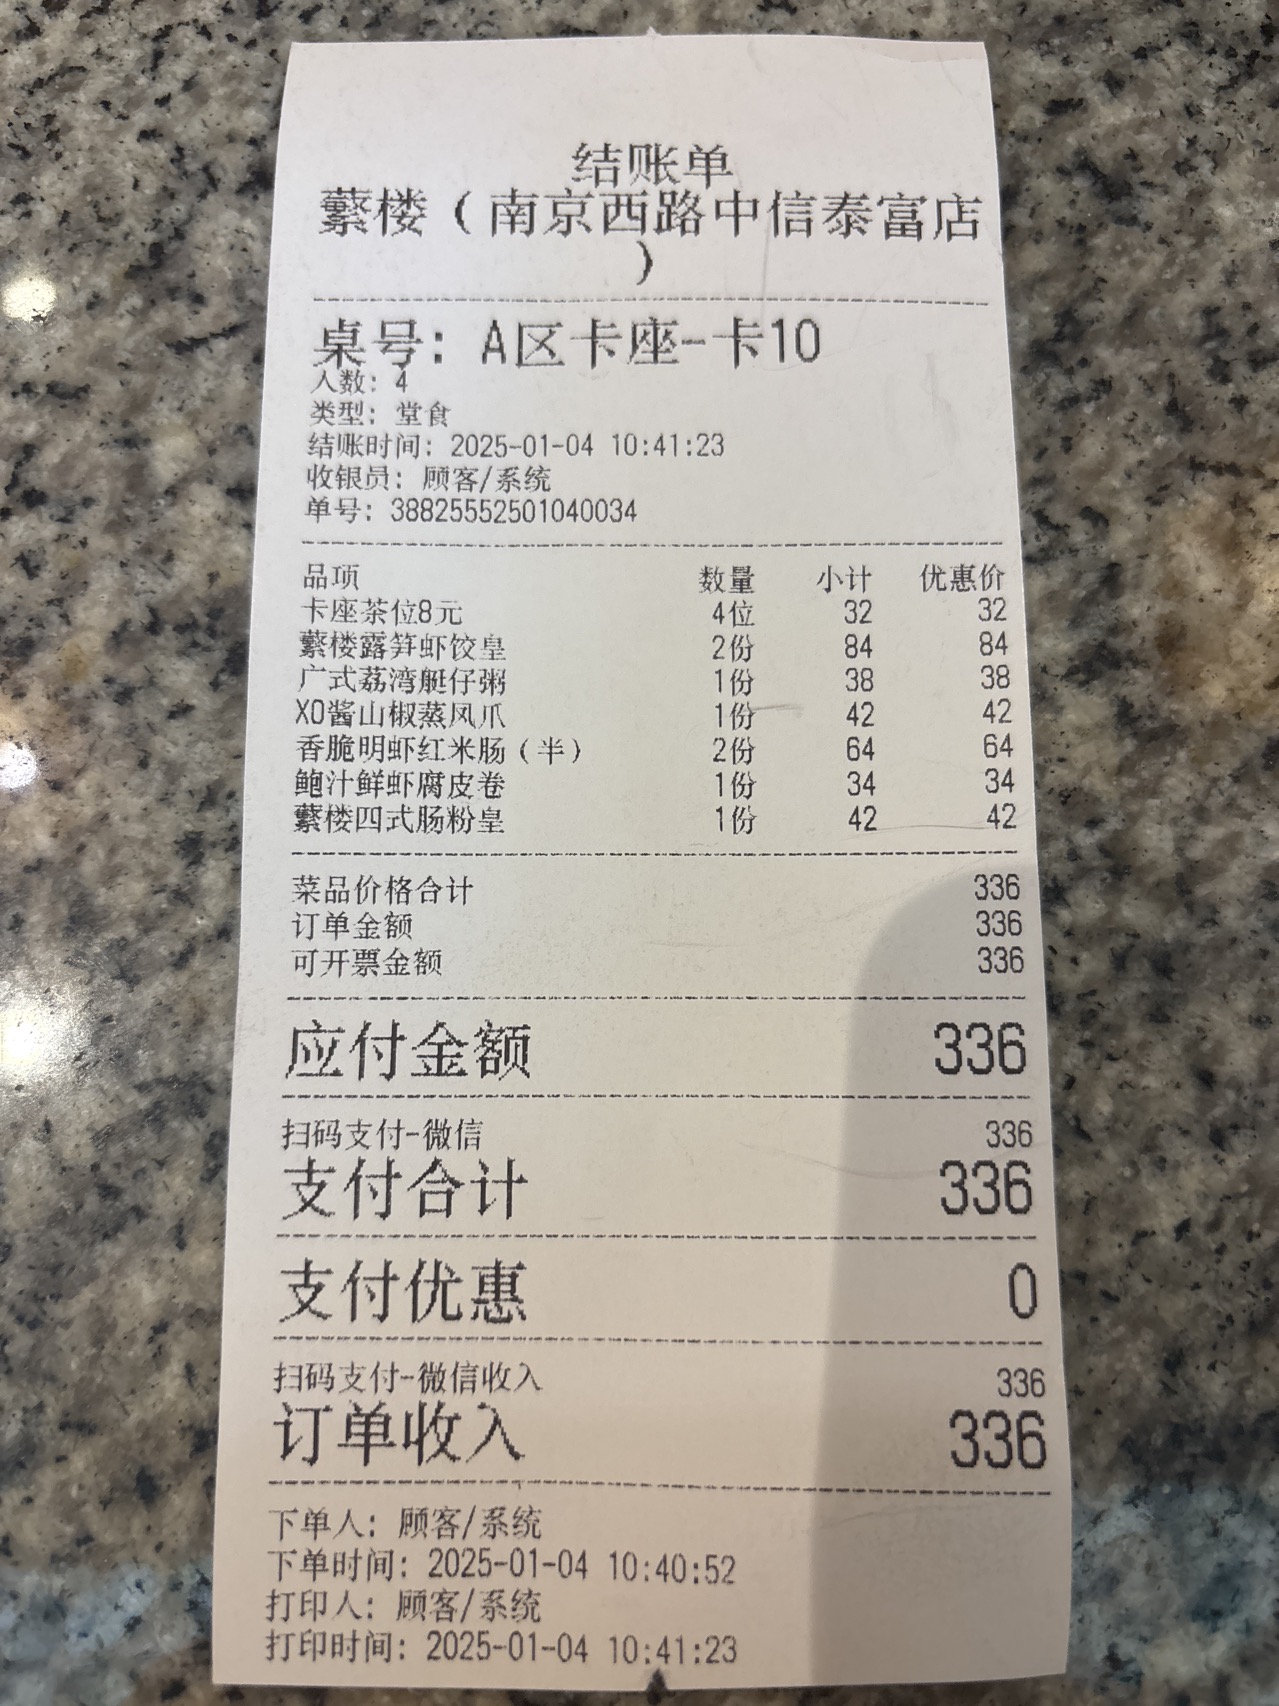 结账单
蘩楼（南京西路中信泰富店
）
桌号: A区卡座-卡10
人数: 4
类型: 堂食
结账时间: 2025-01-04 10:41:23
收银员: 顾客/系统
单号: 38825552501040034
品项 数量 小计 优惠价
卡座茶位8元 4位 32 32
蘩楼露笋虾饺皇 2份 84 84
广式荔湾艇仔粥 1份 38 38
XO酱山椒蒸凤爪 1份 42 42
香脆明虾红米肠（半） 2份 64 64
鲍汁鲜虾腐皮卷 1份 34 34
蘩楼四式肠粉皇 1份 42 42
菜品价格合计 336
订单金额 336
可开票金额 336
应付金额 336
扫码支付-微信 336
支付合计 336
支付优惠 0
扫码支付-微信收入 336
订单收入 336
下单人: 顾客/系统
下单时间: 2025-01-04 10:40:52
打印人: 顾客/系统
打印时间: 2025-01-04 10:41:23